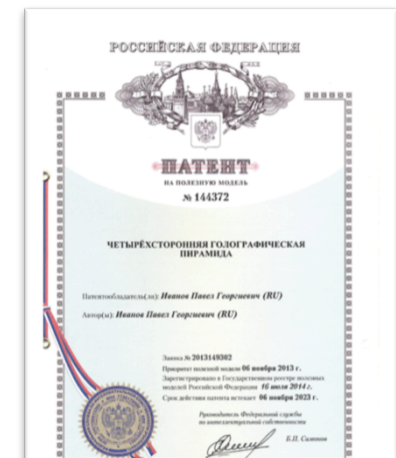 РОССИЙСКАЯ ФЕДЕРАЦИЯ
ПАТЕНТ
НА ПОЛЕЗНУЮ МОДЕЛЬ
№ 144372
ЧЕТЫРЁХСТОРОННЯЯ ГОЛОГРАФИЧЕСКАЯ
ПИРАМИДА
Патентообладатель(ли): Иванов Павел Георгиевич (RU)
Автор(ы): Иванов Павел Георгиевич (RU)
Заявка № 2013149302
Приоритет полезной модели 06 ноября 2013 г.
Зарегистрировано в Государственном реестре полезных
моделей Российской Федерации 16 июля 2014 г.
Срок действия патента истекает 06 ноября 2023 г.
Руководитель Федеральной службы
по интеллектуальной собственности
Б.П. Симонов